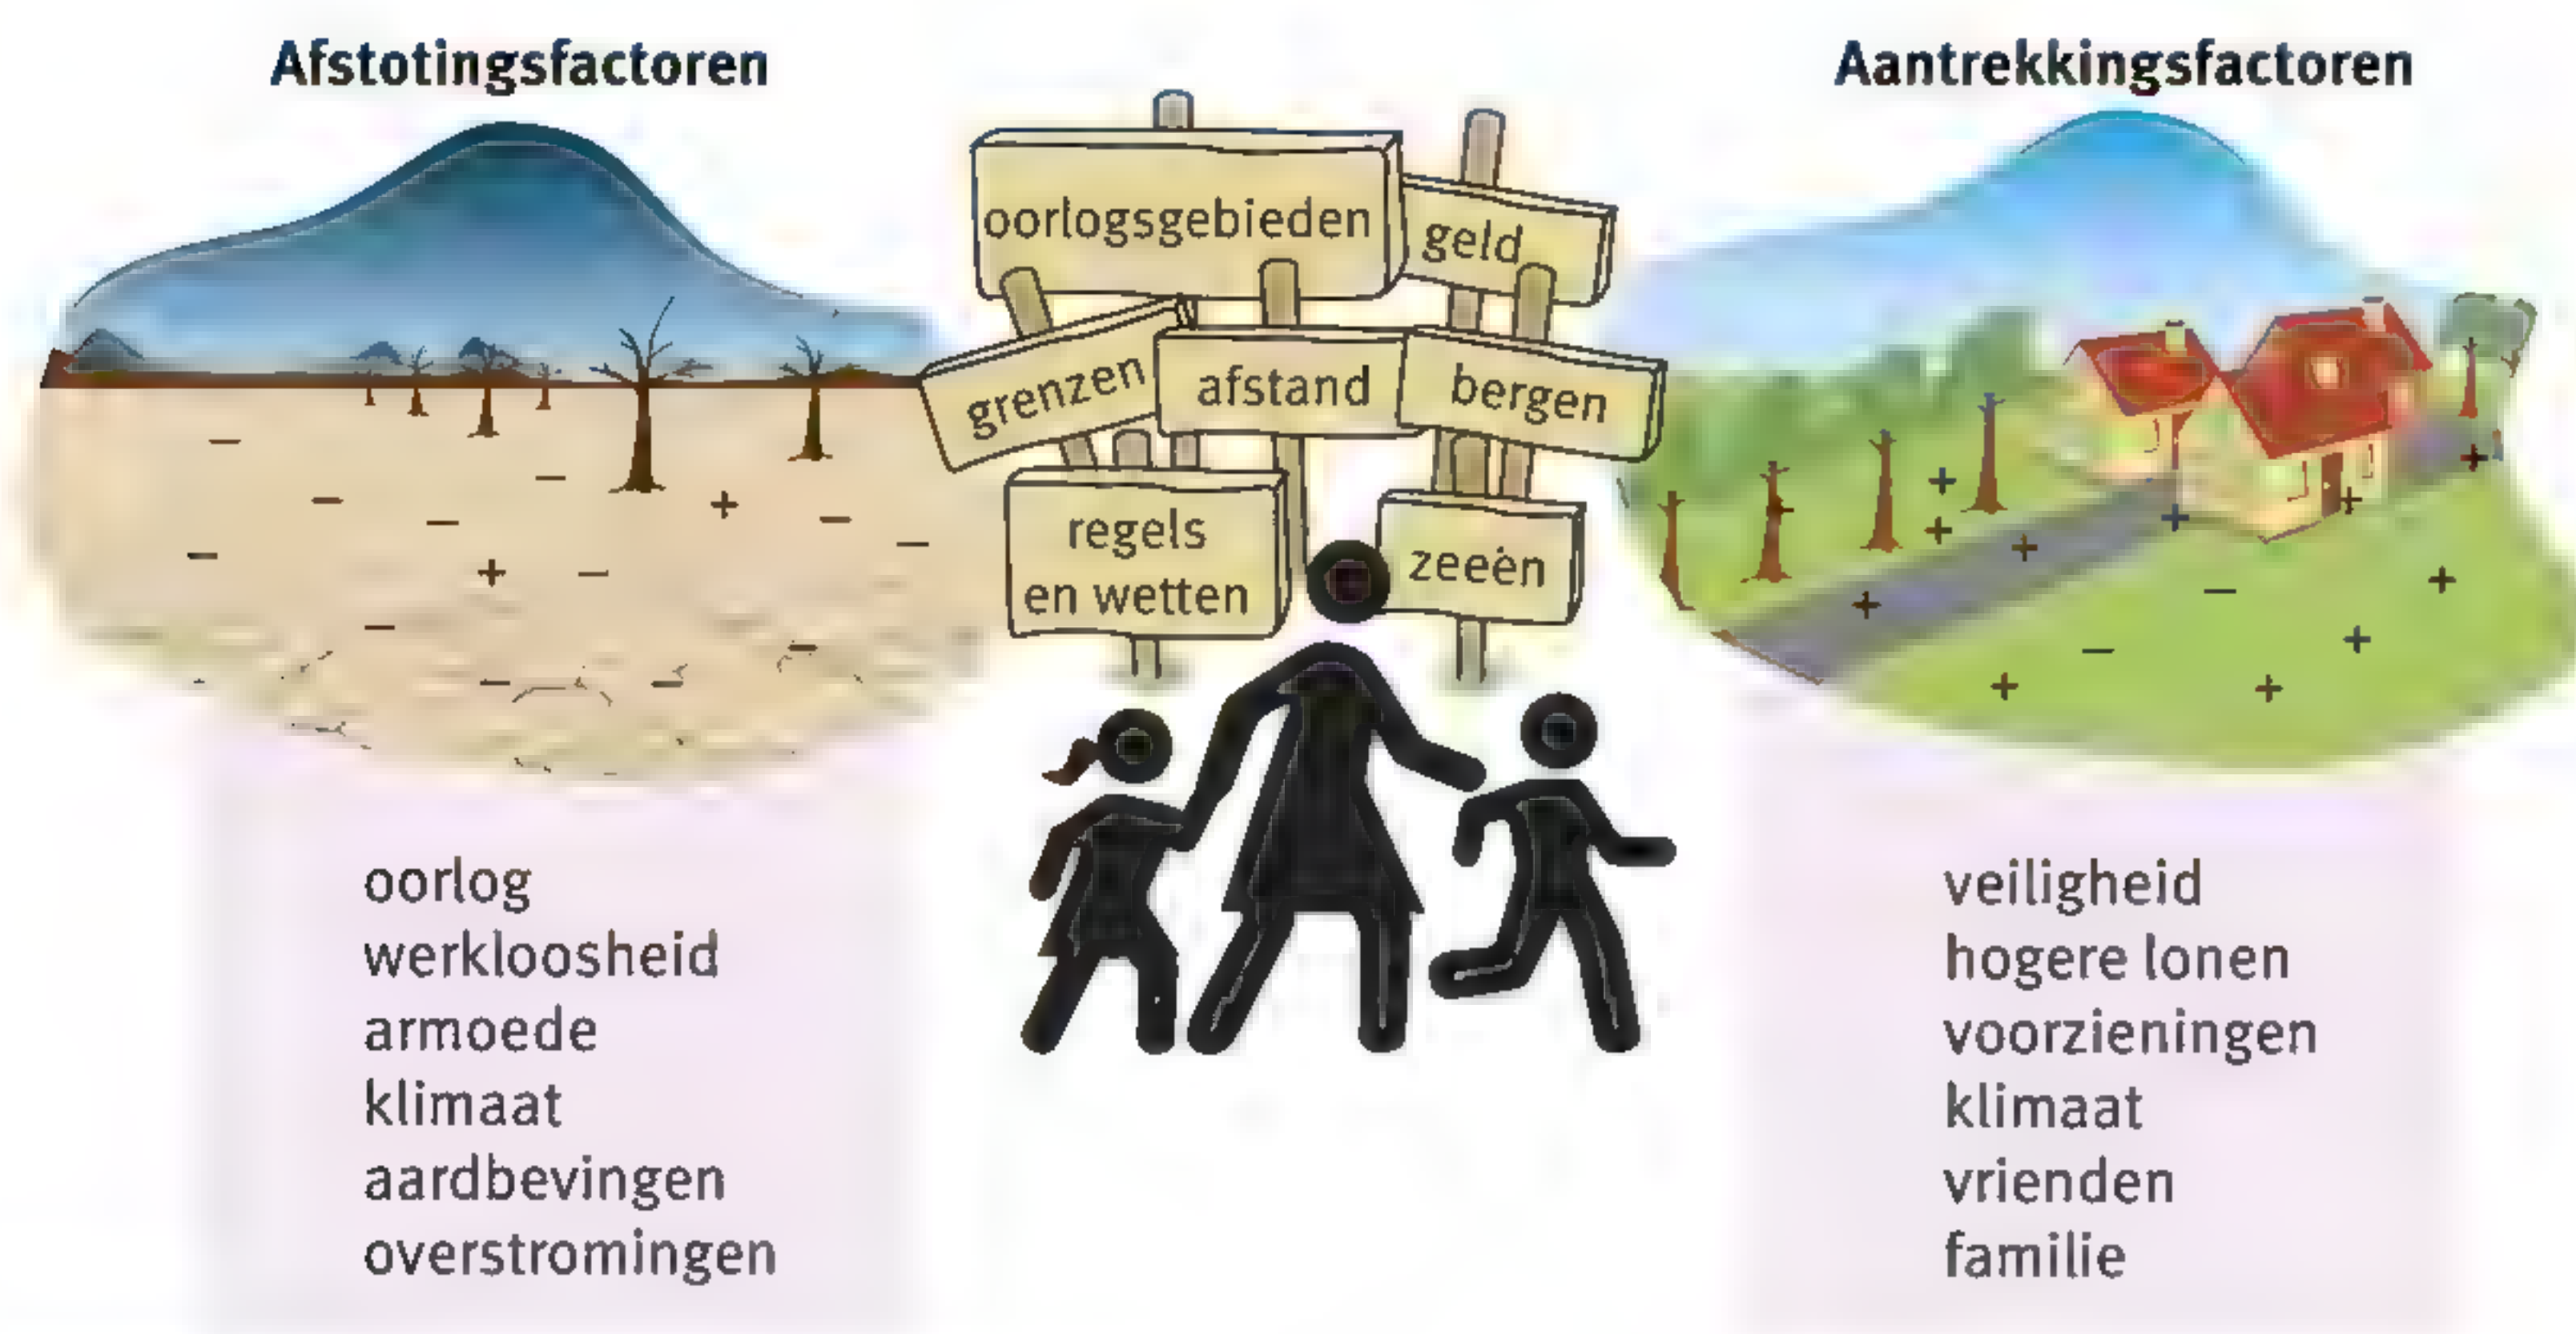 Afstotingsfactoren
Aantrekkingsfactoren
oorlogsgebieden
geld
grenzen
afstand
bergen
regels
en wetten
zeeën
oorlog
werkloosheid
armoede
klimaat
aardbevingen
overstromingen
veiligheid
hogere lonen
voorzieningen
klimaat
vrienden
familie